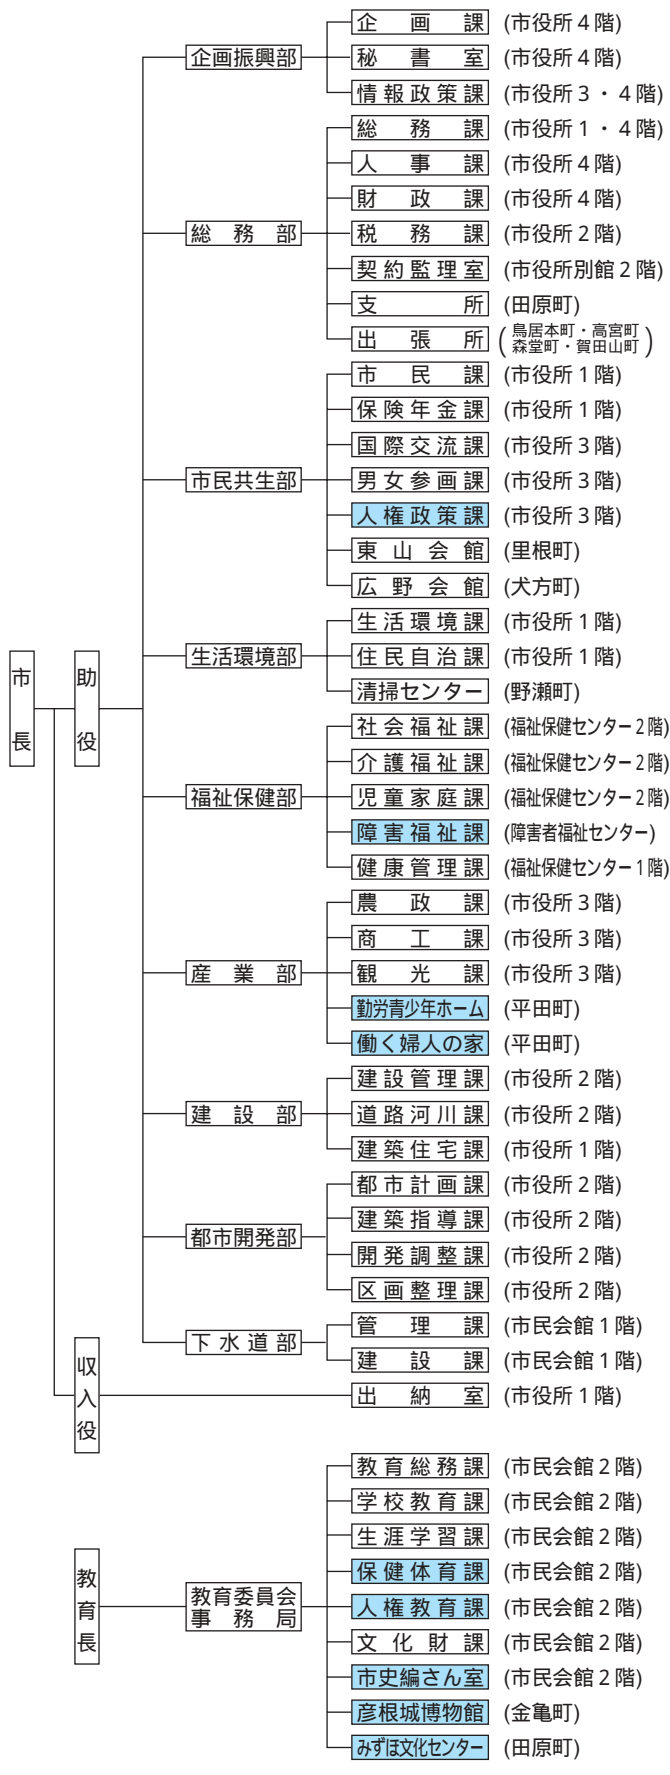 市長
助役
企画振興部
企画課 (市役所4階)
秘書室 (市役所4階)
情報政策課 (市役所3・4階)
総務部
総務課 (市役所1・4階)
人事課 (市役所4階)
財政課 (市役所4階)
税務課 (市役所2階)
契約監理室 (市役所別館2階)
支所 (田原町)
出張所 (鳥居本町・高宮町
森堂町・賀田山町)
市民共生部
市民課 (市役所1階)
保険年金課 (市役所1階)
国際交流課 (市役所3階)
男女参画課 (市役所3階)
人権政策課 (市役所3階)
東山会館 (里根町)
広野会館 (犬方町)
生活環境部
生活環境課 (市役所1階)
住民自治課 (市役所1階)
清掃センター (野瀬町)
福祉保健部
社会福祉課 (福祉保健センター2階)
介護福祉課 (福祉保健センター2階)
児童家庭課 (福祉保健センター2階)
障害福祉課 (障害者福祉センター)
健康管理課 (福祉保健センター1階)
産業部
農政課 (市役所3階)
商工課 (市役所3階)
観光課 (市役所3階)
勤労青少年ホーム (平田町)
働く婦人の家 (平田町)
建設部
建設管理課 (市役所2階)
道路河川課 (市役所2階)
建築住宅課 (市役所1階)
都市開発部
都市計画課 (市役所2階)
建築指導課 (市役所2階)
開発調整課 (市役所2階)
区画整理課 (市役所2階)
下水道部
管理課 (市民会館1階)
建設課 (市民会館1階)
収入役
出納室 (市役所1階)
教育長
教育委員会
事務局
教育総務課 (市民会館2階)
学校教育課 (市民会館2階)
生涯学習課 (市民会館2階)
保健体育課 (市民会館2階)
人権教育課 (市民会館2階)
文化財課 (市民会館2階)
市史編さん室 (市民会館2階)
彦根城博物館 (金亀町)
みずほ文化センター (田原町)